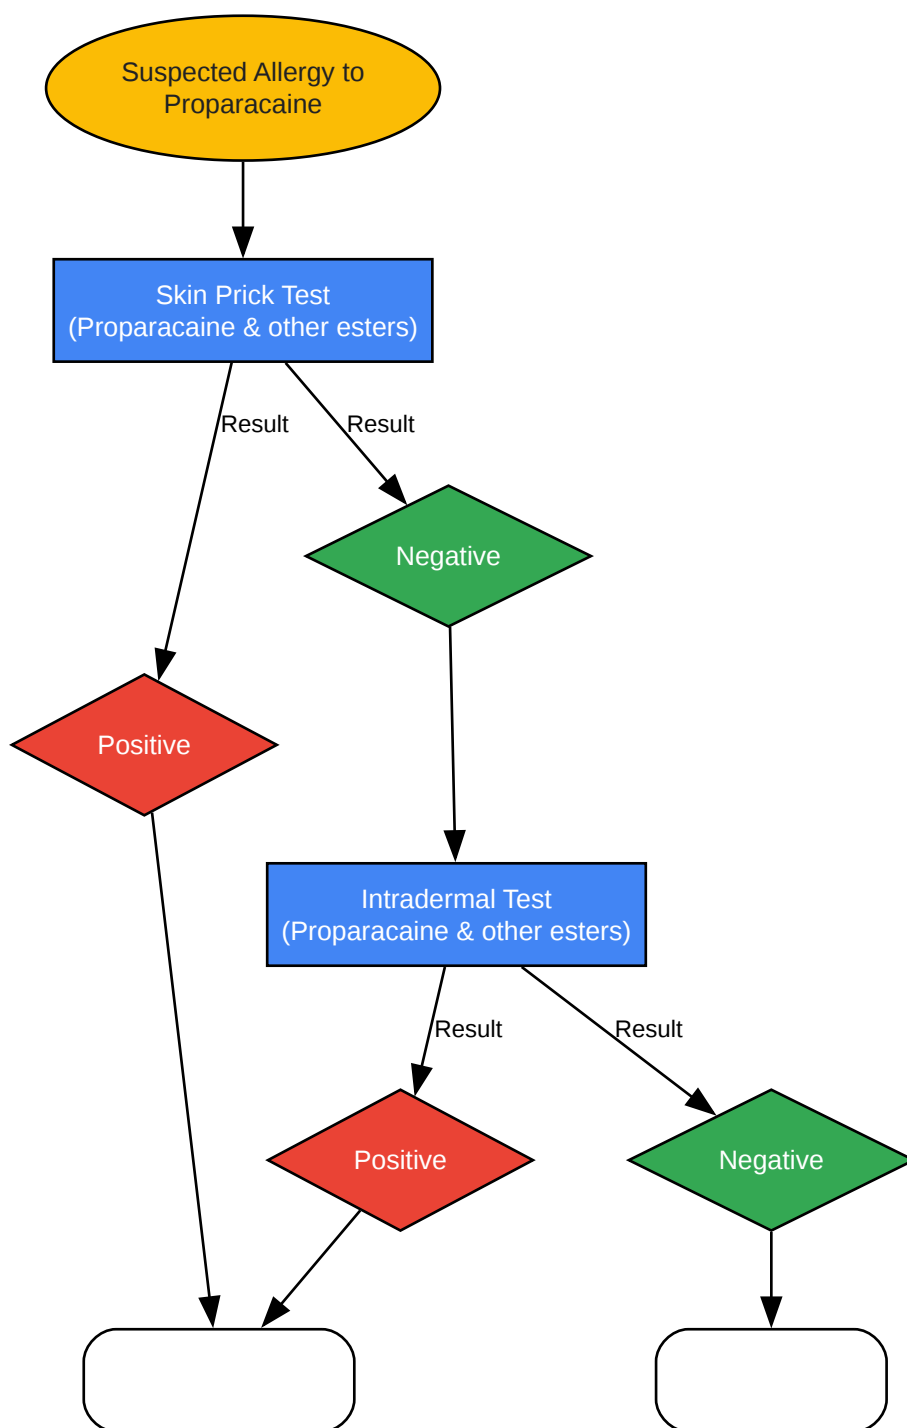 Suspected Allergy to
Proparacaine
Skin Prick Test
(Proparacaine & other esters)
Result
Result
Negative
Positive
Intradermal Test
(Proparacaine & other esters)
Result
Result
Positive
Negative